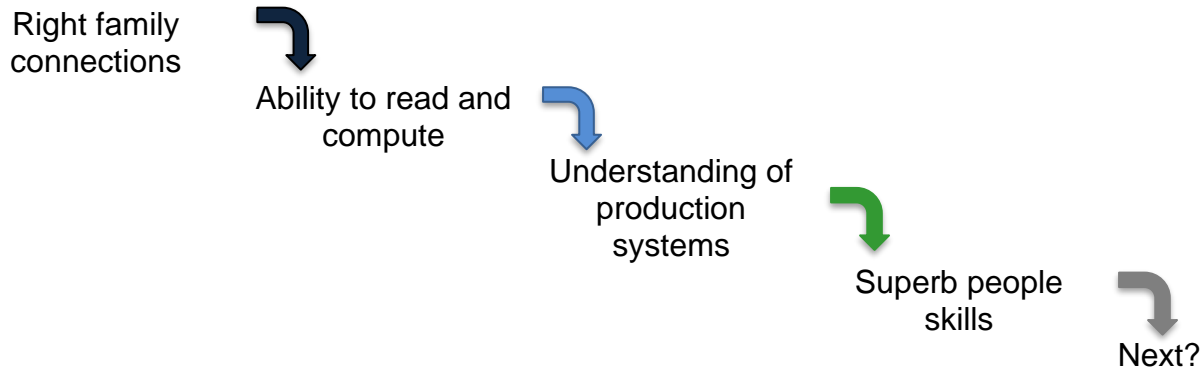 Right family
connections
Ability to read and
compute
Understanding of
production
systems
Superb people
skills
Next?